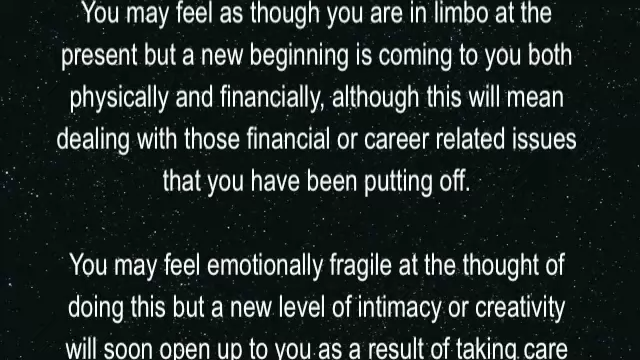 You may feel as though you are in limbo at the
present but a new beginning is coming to you both
physically and financially, although this will mean
dealing with those financial or career related issues
that you have been putting off.
You may feel emotionally fragile at the thought of
doing this but a new level of intimacy or creativity
will soon open up to you as a result of taking care